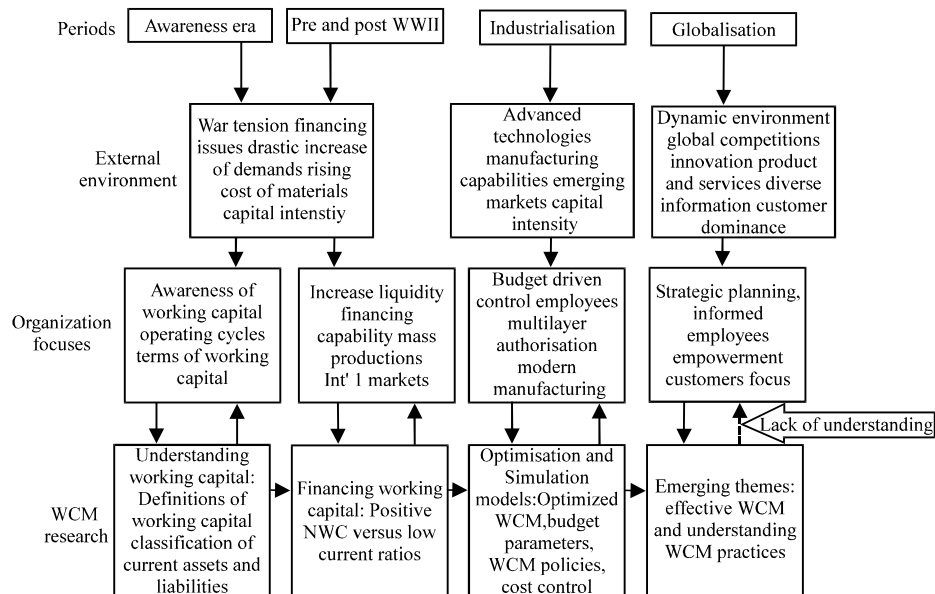 Periods
Awareness era
Pre and post WWII
Industrialisation
Globalisation
External
environment
War tension financing
issues drastic increase
of demands rising
cost of materials
capital intenstiy
Advanced
technologies
manufacturing
capabilities emerging
markets capital
intensity
Dynamic environment
global competitions
innovation product
and services diverse
information customer
dominance
Organization
focuses
Awareness of
working capital
operating cycles
terms of working
capital
Increase liquidity
financing
capability mass
productions
Int' 1 markets
Budget driven
control employees
multilayer
authorisation
modern
manufacturing
Strategic planning,
informed
employees
empowerment
customers focus
Lack of understanding
WCM
research
Understanding
working capital:
Definitions of
working capital
classification of
current assets and
liabilities
Financing working
capital: Positive
NWC versus low
current ratios
Optimisation and
Simulation
models:Optimized
WCM,budget
parameters,
WCM policies,
cost control
Emerging themes:
effective WCM
and understanding
WCM practices